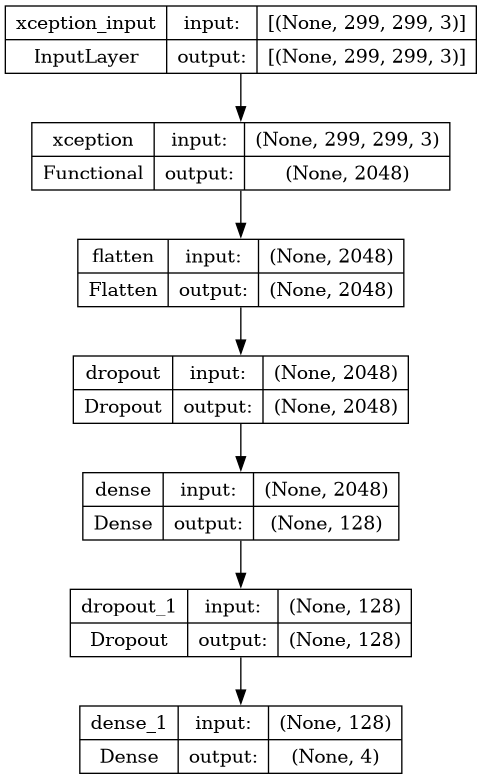 xception_input input: [(None, 299, 299, 3)]
InputLayer output: [(None, 299, 299, 3)]
xception input: (None, 299, 299, 3)
Functional output: (None, 2048)
flatten input: (None, 2048)
Flatten output: (None, 2048)
dropout input: (None, 2048)
Dropout output: (None, 2048)
dense input: (None, 2048)
Dense output: (None, 128)
dropout_1 input: (None, 128)
Dropout output: (None, 128)
dense_1 input: (None, 128)
Dense output: (None, 4)